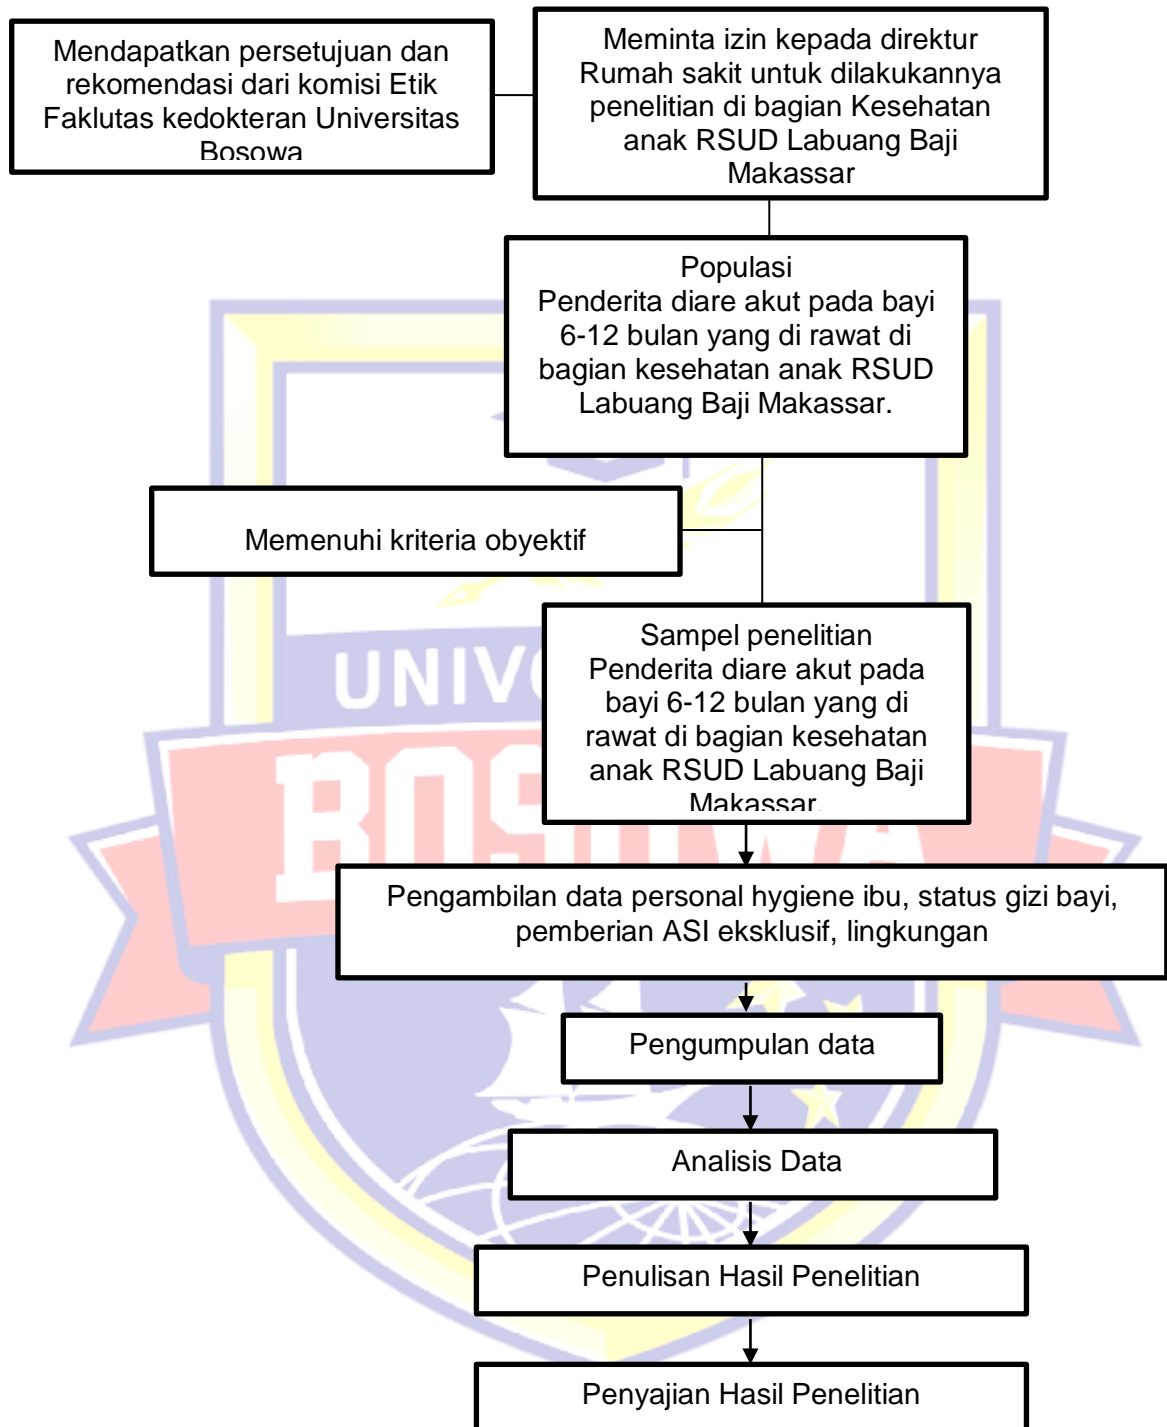 Mendapatkan persetujuan dan
rekomendasi dari komisi Etik
Faklutas kedokteran Universitas
Bosowa
Meminta izin kepada direktur
Rumah sakit untuk dilakukannya
penelitian di bagian Kesehatan
anak RSUD Labuang Baji
Makassar
Populasi
Penderita diare akut pada bayi
6-12 bulan yang di rawat di
bagian kesehatan anak RSUD
Labuang Baji Makassar.
Memenuhi kriteria obyektif
Sampel penelitian
Penderita diare akut pada
bayi 6-12 bulan yang di
rawat di bagian kesehatan
anak RSUD Labuang Baji
Makassar.
UNIV
BOSOWA
Pengambilan data personal hygiene ibu, status gizi bayi,
pemberian ASI eksklusif, lingkungan
Pengumpulan data
Analisis Data
Penulisan Hasil Penelitian
Penyajian Hasil Penelitian